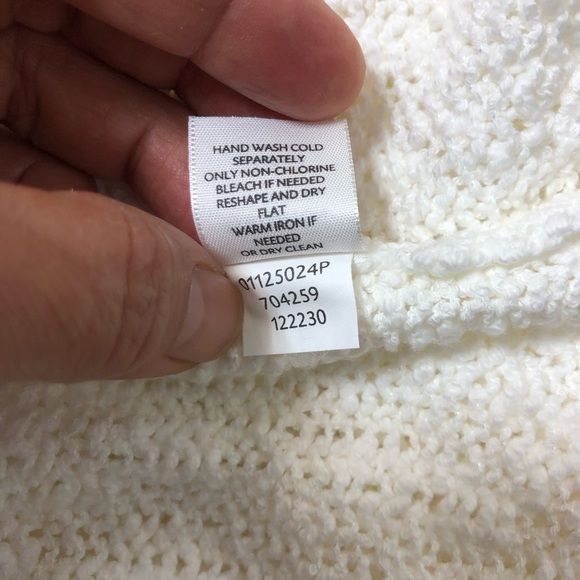 HAND WASH COLD
SEPARATELY
ONLY NON-CHLORINE
BLEACH IF NEEDED
RESHAPE AND DRY
FLAT
WARM IRON IF
NEEDED
OR DRY CLEAN
01125024P
704259
122230